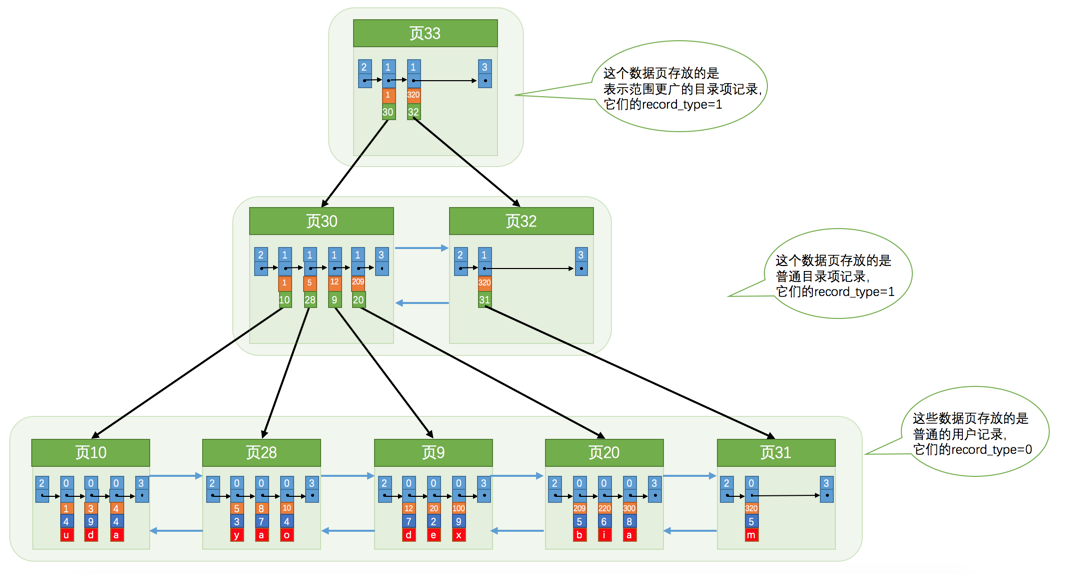 页33
2 1 1 3
1 320
30 32
这个数据页存放的是
表示范围更广的目录项记录,
它们的record_type=1
页30 页32
2 1 1 1 1 3 2 1 3
1 5 12 209 320
10 28 9 20 31
这个数据页存放的是
普通目录项记录,
它们的record_type=1
这些数据页存放的是
普通的用户记录,
它们的record_type=0
页10 页28 页9 页20 页31
2 0 0 0 3 2 0 0 0 3 2 0 0 0 3 2 0 0 0 3 2 0 3
1 3 4 5 8 10 12 20 100 209 220 300 320
4 9 4 3 7 4 7 2 9 5 6 8 5
u d a y a o d e x b i a m